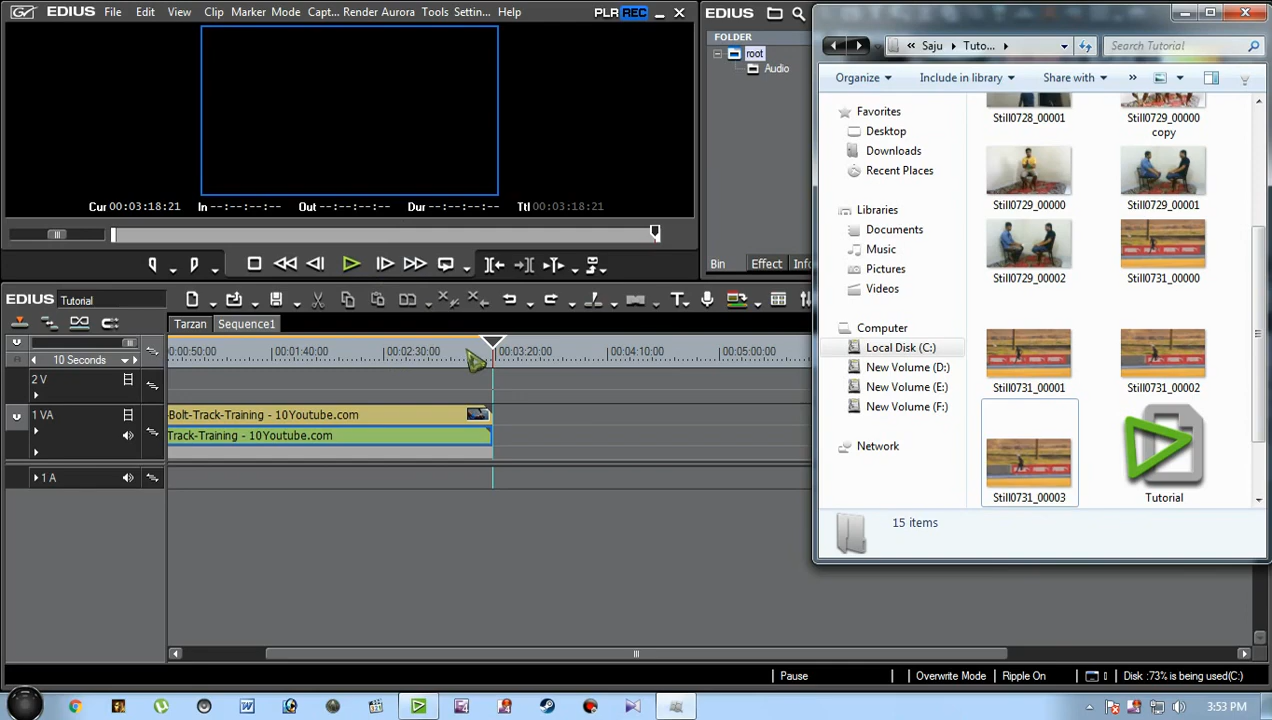 EDIUS File Edit View Clip Marker Mode Capt... Render Aurora Tools Settin... Help PLR REC
Cur 00:03:18:21 In --:--:--:-- Out --:--:--:-- Dur --:--:--:-- Ttl 00:03:18:21
EDIUS
FOLDER
root
Audio
Bin Effect Info
EDIUS Tutorial
Tarzan Sequence1
10 Seconds
00:00:50:00 00:01:40:00 00:02:30:00 00:03:20:00 00:04:10:00 00:05:00:00
2 V
1 VA
Bolt-Track-Training - 10Youtube.com
Track-Training - 10Youtube.com
1 A
Pause Overwrite Mode Ripple On Disk :73% is being used(C:)
« Saju Tuto... Search Tutorial
Organize Include in library Share with »
Favorites
Desktop
Downloads
Recent Places
Libraries
Documents
Music
Pictures
Videos
Computer
Local Disk (C:)
New Volume (D:)
New Volume (E:)
New Volume (F:)
Network
Still0728_00001 Still0729_00000
copy
Still0729_00000 Still0729_00001
Still0729_00002 Still0731_00000
Still0731_00001 Still0731_00002
Still0731_00003 Tutorial
15 items
3:53 PM